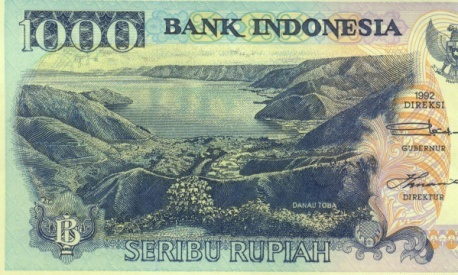 1000 BANK INDONESIA
1992
DIREKSI
GUBERNUR
DIREKTUR
DANAU TOBA
SERIBU RUPIAH